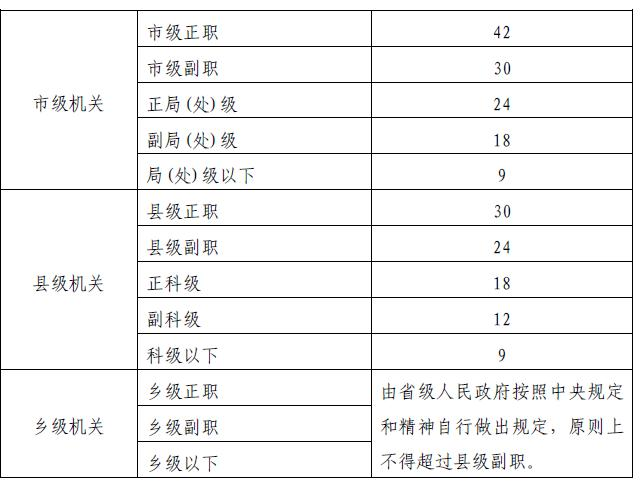 市级机关
市级正职 42
市级副职 30
正局(处)级 24
副局(处)级 18
局(处)级以下 9
县级机关
县级正职 30
县级副职 24
正科级 18
副科级 12
科级以下 9
乡级机关
乡级正职
乡级副职
乡级以下
由省级人民政府按照中央规定
和精神自行做出规定，原则上
不得超过县级副职。